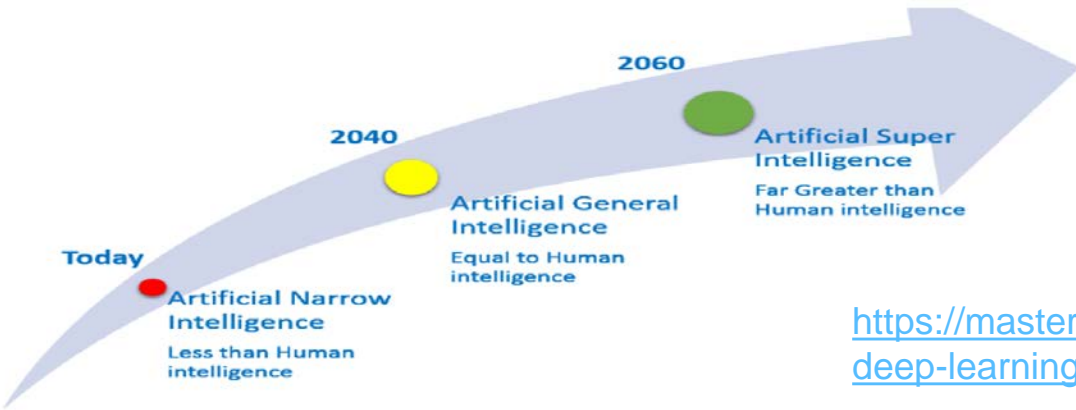 2060
2040
Artificial Super
Intelligence
Far Greater than
Human intelligence
Artificial General
Intelligence
Equal to Human
intelligence
Today
Artificial Narrow
Intelligence
Less than Human
intelligence
https://master
deep-learning